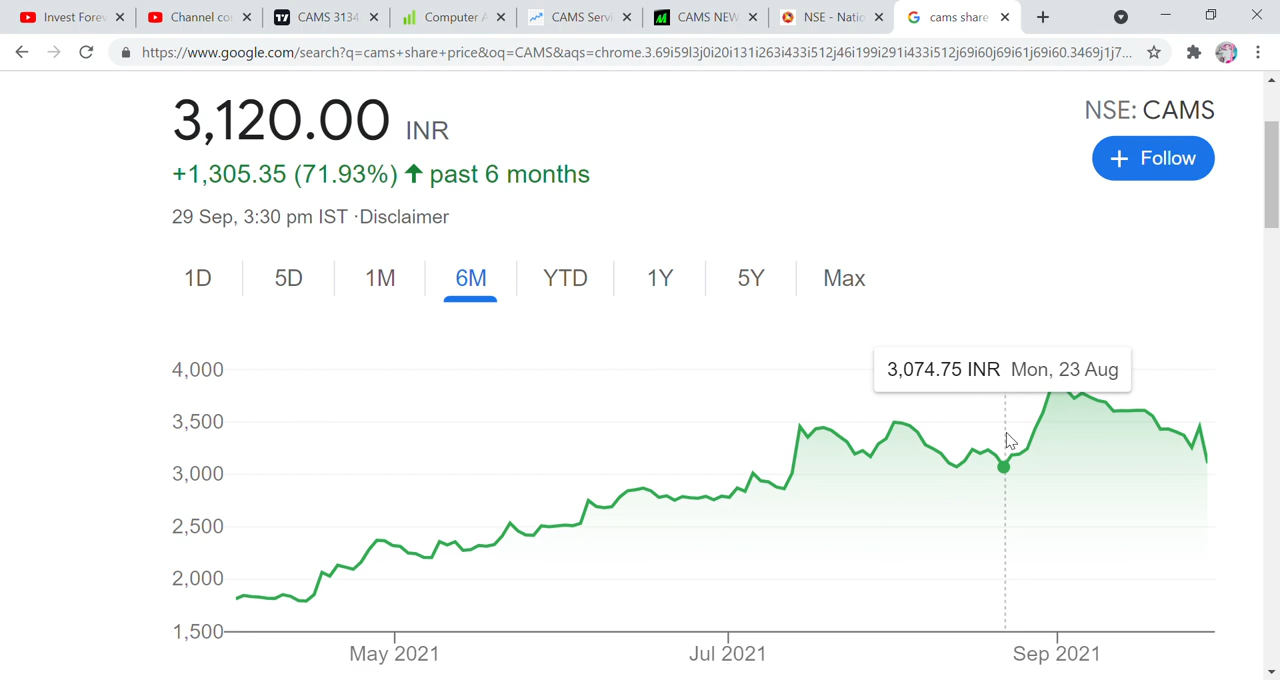 Invest Forev
Channel co
CAMS 3134
Computer A
CAMS Servi
CAMS NEW
NSE - Natio
cams share
https://www.google.com/search?q=cams+share+price&oq=CAMS&aqs=chrome.3.69i59l3j0i20i131i263i433i512j46i199i291i433i512j69i60j69i61j69i60.3469j1j7...
3,120.00 INR
NSE: CAMS
+ Follow
+1,305.35 (71.93%) ↑ past 6 months
29 Sep, 3:30 pm IST ·Disclaimer
1D 5D 1M 6M YTD 1Y 5Y Max
3,074.75 INR Mon, 23 Aug
4,000
3,500
3,000
2,500
2,000
1,500
May 2021 Jul 2021 Sep 2021